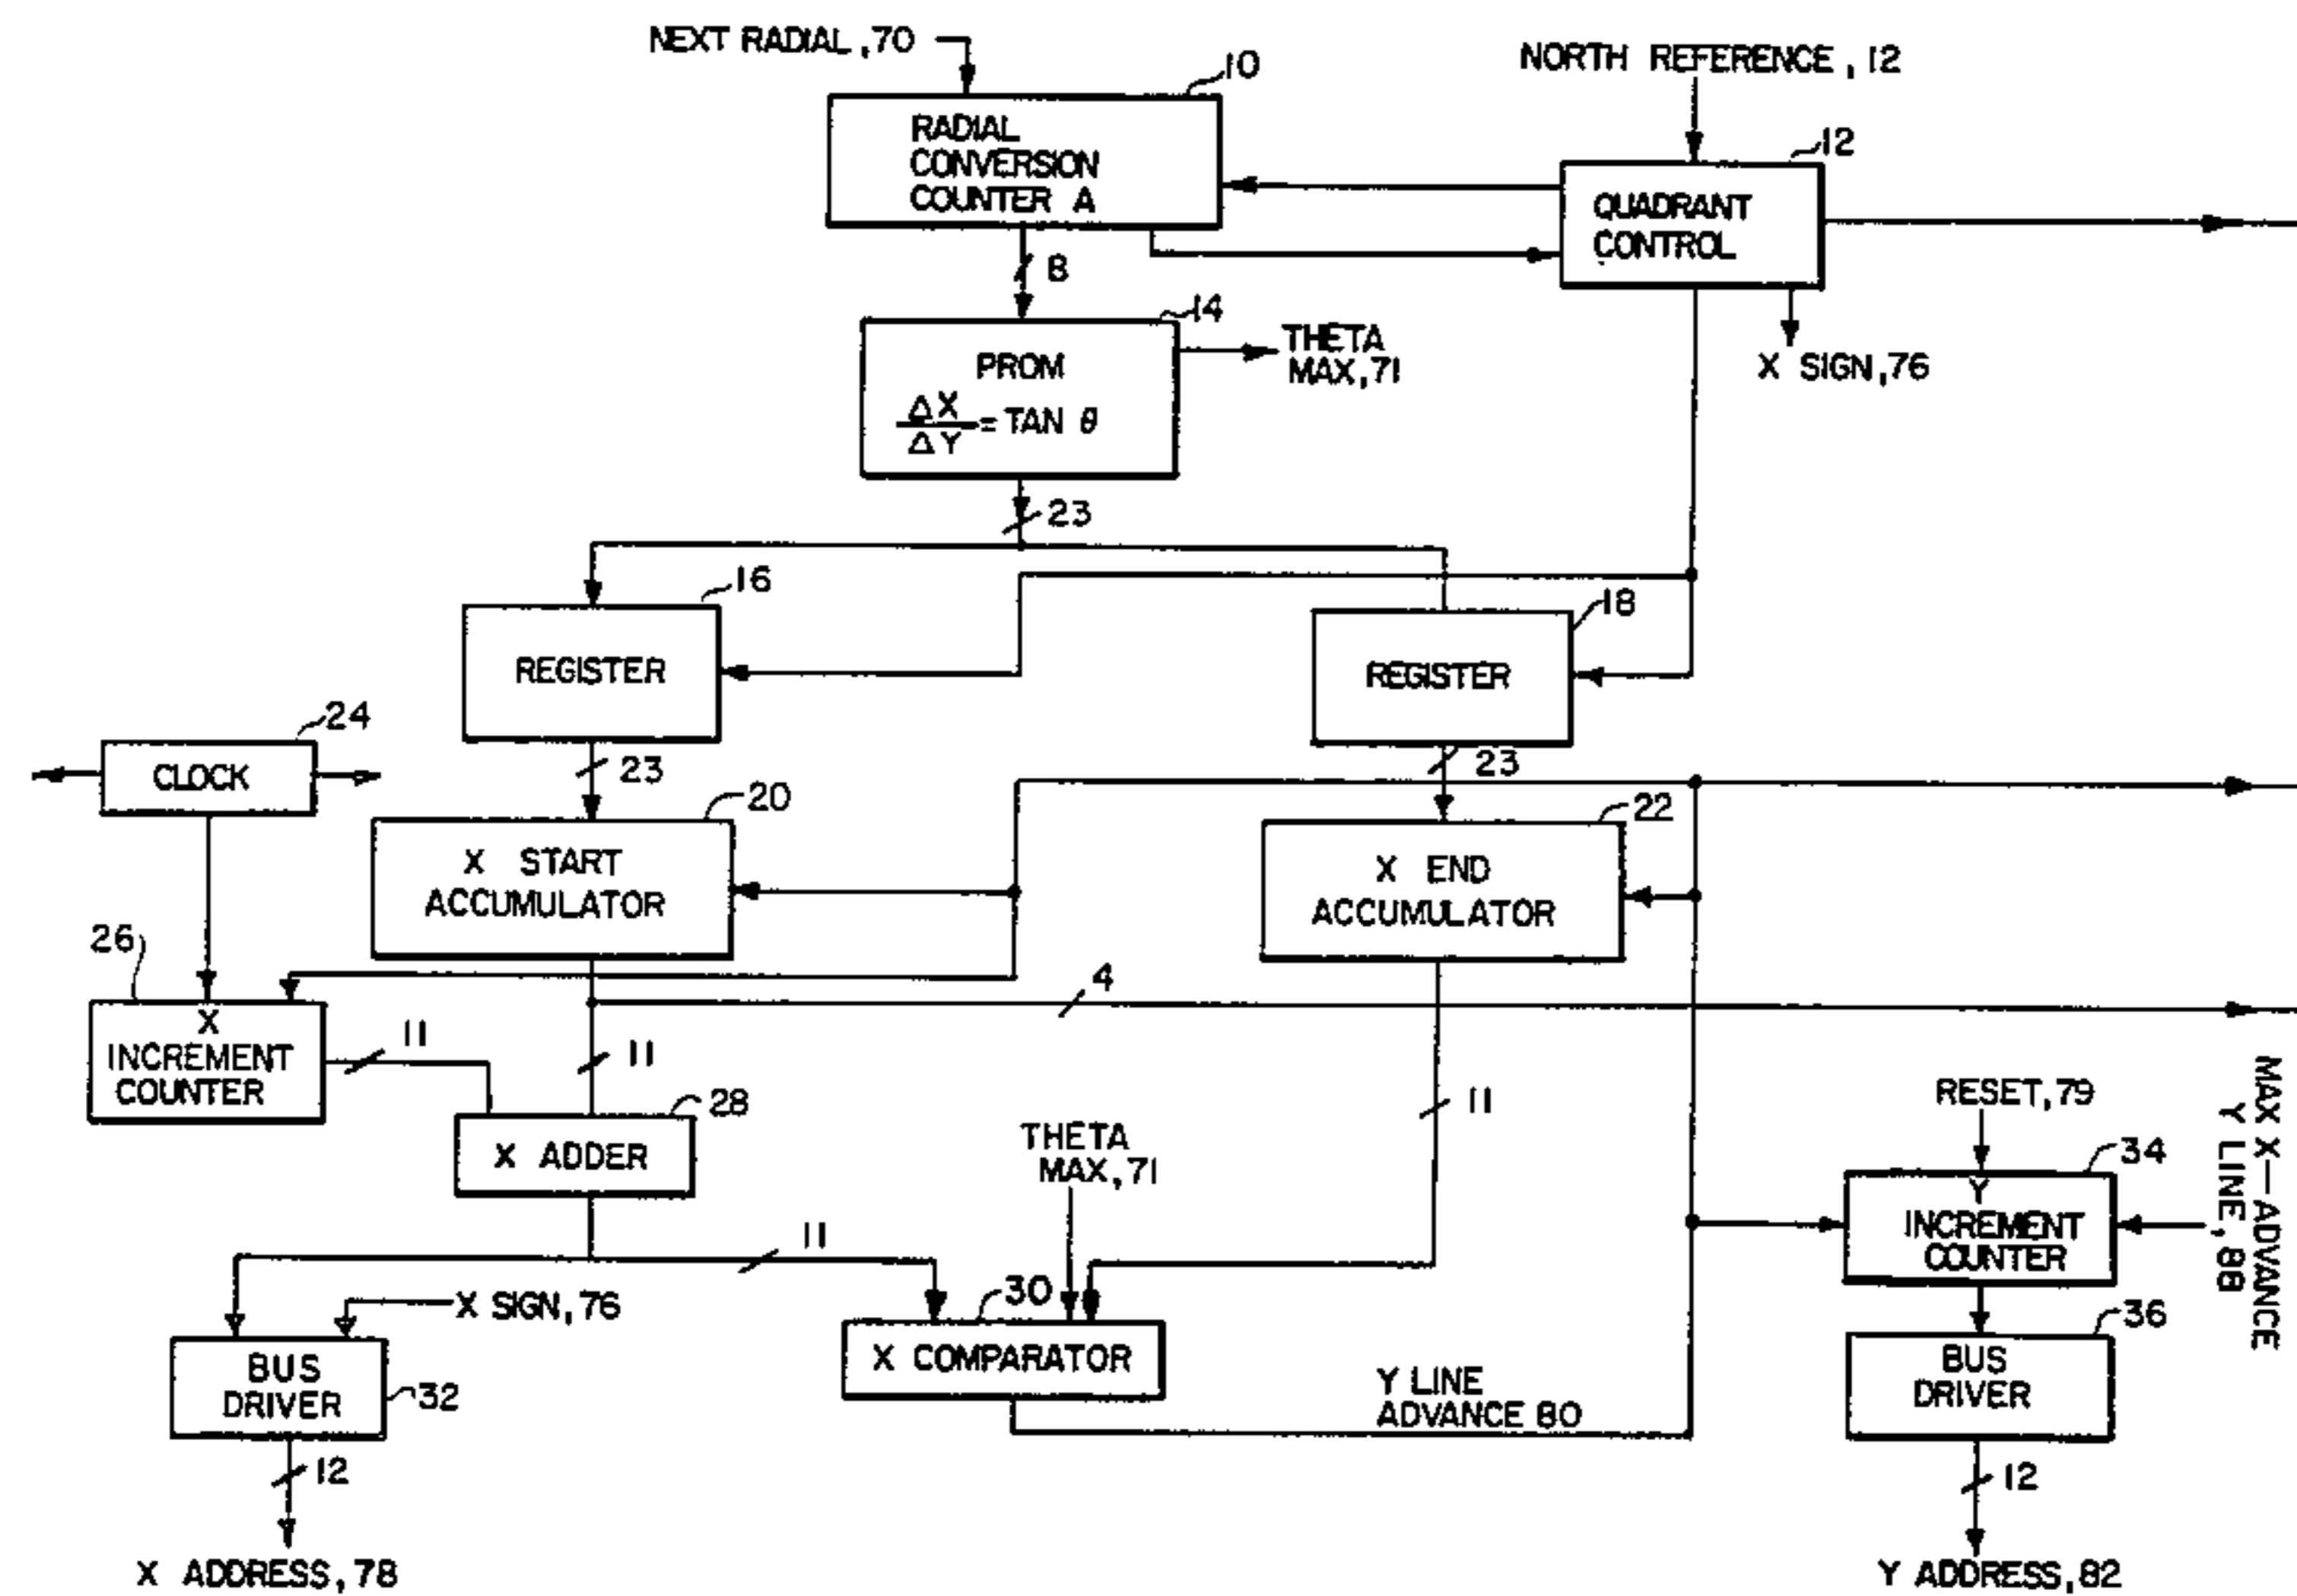 NEXT RADIAL, 70
NORTH REFERENCE, 12
10
RADIAL
CONVERSION
COUNTER A
12
QUADRANT
CONTROL
8
14
PROM
ΔX
ΔY
= TAN θ
THETA
MAX, 71
X SIGN, 76
23
16
REGISTER
18
REGISTER
24
CLOCK
23
23
20
X START
ACCUMULATOR
22
X END
ACCUMULATOR
26
X
INCREMENT
COUNTER
4
11
11
11
28
X ADDER
THETA
MAX, 71
RESET, 79
34
Y
INCREMENT
COUNTER
MAX X-ADVANCE
Y LINE, 88
11
X SIGN, 76
30
X COMPARATOR
36
BUS
DRIVER
32
BUS
DRIVER
Y LINE
ADVANCE 80
12
12
X ADDRESS, 78
Y ADDRESS, 82